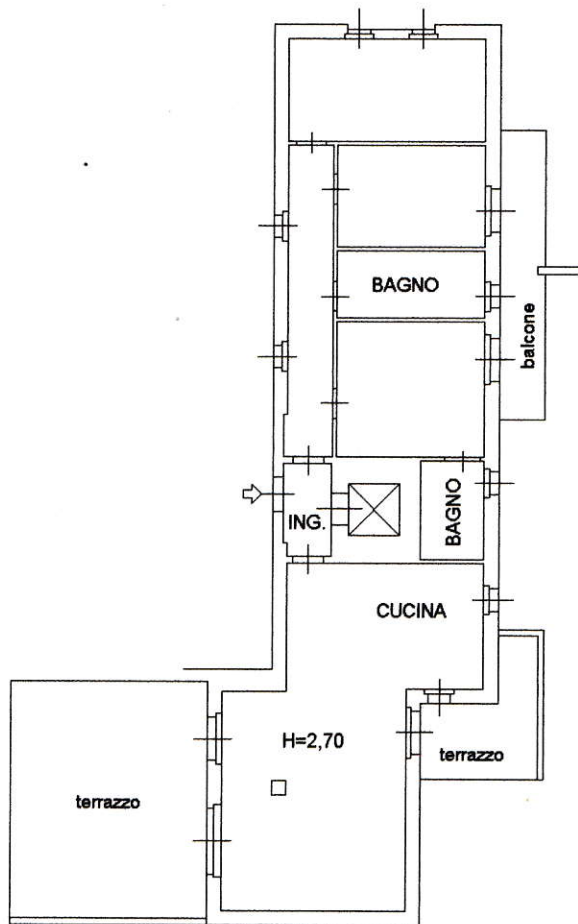 BAGNO
balcone
ING.
BAGNO
CUCINA
H=2,70
terrazzo
terrazzo